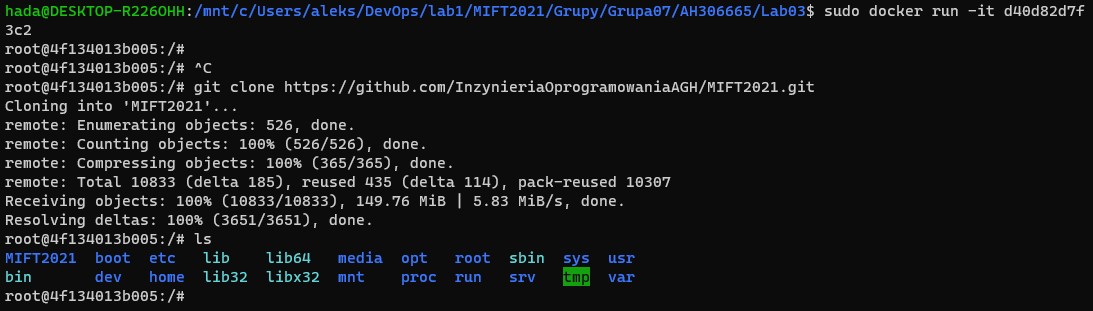 hada@DESKTOP-R226OHH:/mnt/c/Users/aleks/DevOps/lab1/MIFT2021/Grupy/Grupa07/AH306665/Lab03$ sudo docker run -it d40d82d7f
3c2
root@4f134013b005:/#
root@4f134013b005:/# ^C
root@4f134013b005:/# git clone https://github.com/InzynieriaOprogramowaniaAGH/MIFT2021.git
Cloning into 'MIFT2021'...
remote: Enumerating objects: 526, done.
remote: Counting objects: 100% (526/526), done.
remote: Compressing objects: 100% (365/365), done.
remote: Total 10833 (delta 185), reused 435 (delta 114), pack-reused 10307
Receiving objects: 100% (10833/10833), 149.76 MiB | 5.83 MiB/s, done.
Resolving deltas: 100% (3651/3651), done.
root@4f134013b005:/# ls
MIFT2021  boot  etc   lib    lib64   media  opt   root  sbin  sys  usr
bin       dev   home  lib32  libx32  mnt    proc  run   srv   tmp  var
root@4f134013b005:/#